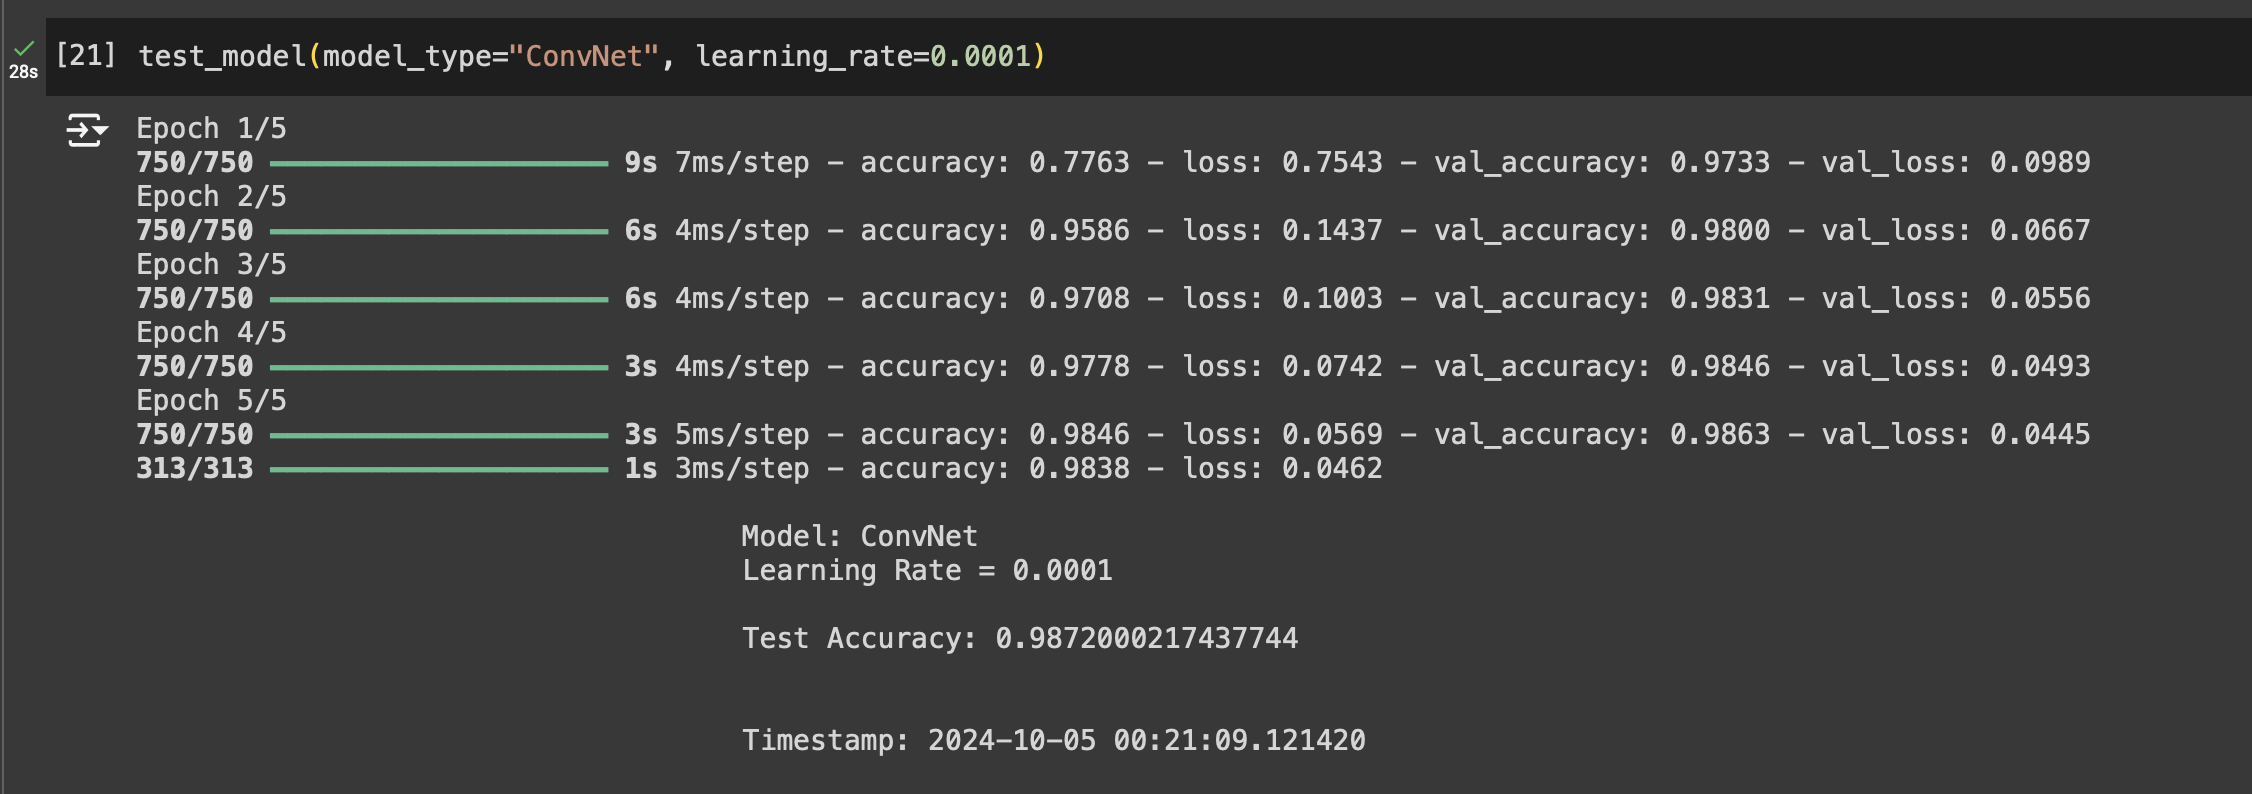 [21] test_model(model_type="ConvNet", learning_rate=0.0001)
28s
Epoch 1/5
750/750 ━━━━━━━━━━━━━━━━━━━━ 9s 7ms/step - accuracy: 0.7763 - loss: 0.7543 - val_accuracy: 0.9733 - val_loss: 0.0989
Epoch 2/5
750/750 ━━━━━━━━━━━━━━━━━━━━ 6s 4ms/step - accuracy: 0.9586 - loss: 0.1437 - val_accuracy: 0.9800 - val_loss: 0.0667
Epoch 3/5
750/750 ━━━━━━━━━━━━━━━━━━━━ 6s 4ms/step - accuracy: 0.9708 - loss: 0.1003 - val_accuracy: 0.9831 - val_loss: 0.0556
Epoch 4/5
750/750 ━━━━━━━━━━━━━━━━━━━━ 3s 4ms/step - accuracy: 0.9778 - loss: 0.0742 - val_accuracy: 0.9846 - val_loss: 0.0493
Epoch 5/5
750/750 ━━━━━━━━━━━━━━━━━━━━ 3s 5ms/step - accuracy: 0.9846 - loss: 0.0569 - val_accuracy: 0.9863 - val_loss: 0.0445
313/313 ━━━━━━━━━━━━━━━━━━━━ 1s 3ms/step - accuracy: 0.9838 - loss: 0.0462
Model: ConvNet
Learning Rate = 0.0001
Test Accuracy: 0.9872000217437744
Timestamp: 2024-10-05 00:21:09.121420